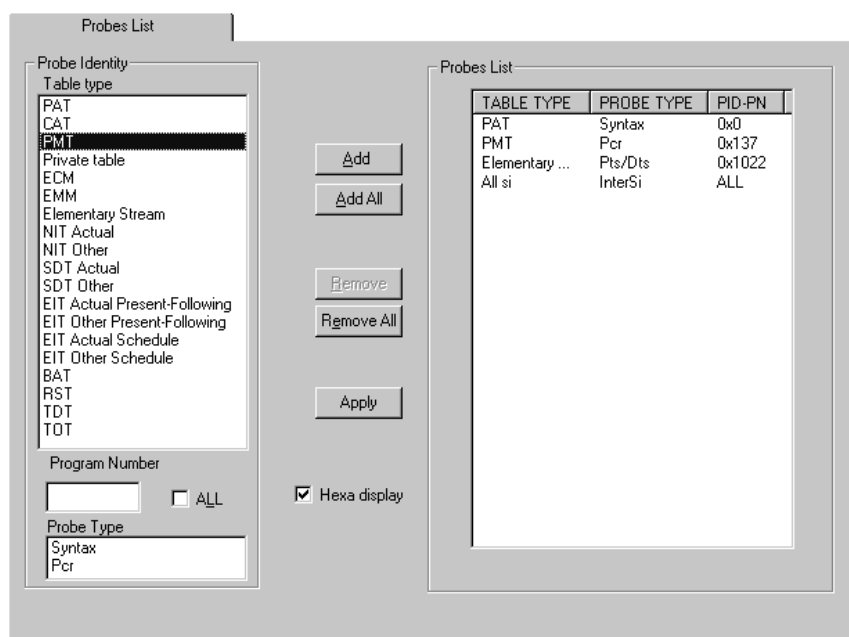 Probes List
Probe Identity
Table type
PAT
CAT
PMT
Private table
ECM
EMM
Elementary Stream
NIT Actual
NIT Other
SDT Actual
SDT Other
EIT Actual Present-Following
EIT Other Present-Following
EIT Actual Schedule
EIT Other Schedule
BAT
RST
TDT
TOT
Program Number
ALL
Probe Type
Syntax
Pcr
Add
Add All
Remove
Remove All
Apply
Hexa display
Probes List
TABLE TYPE PROBE TYPE PID-PN
PAT Syntax 0x0
PMT Pcr 0x137
Elementary ... Pts/Dts 0x1022
All si InterSi ALL